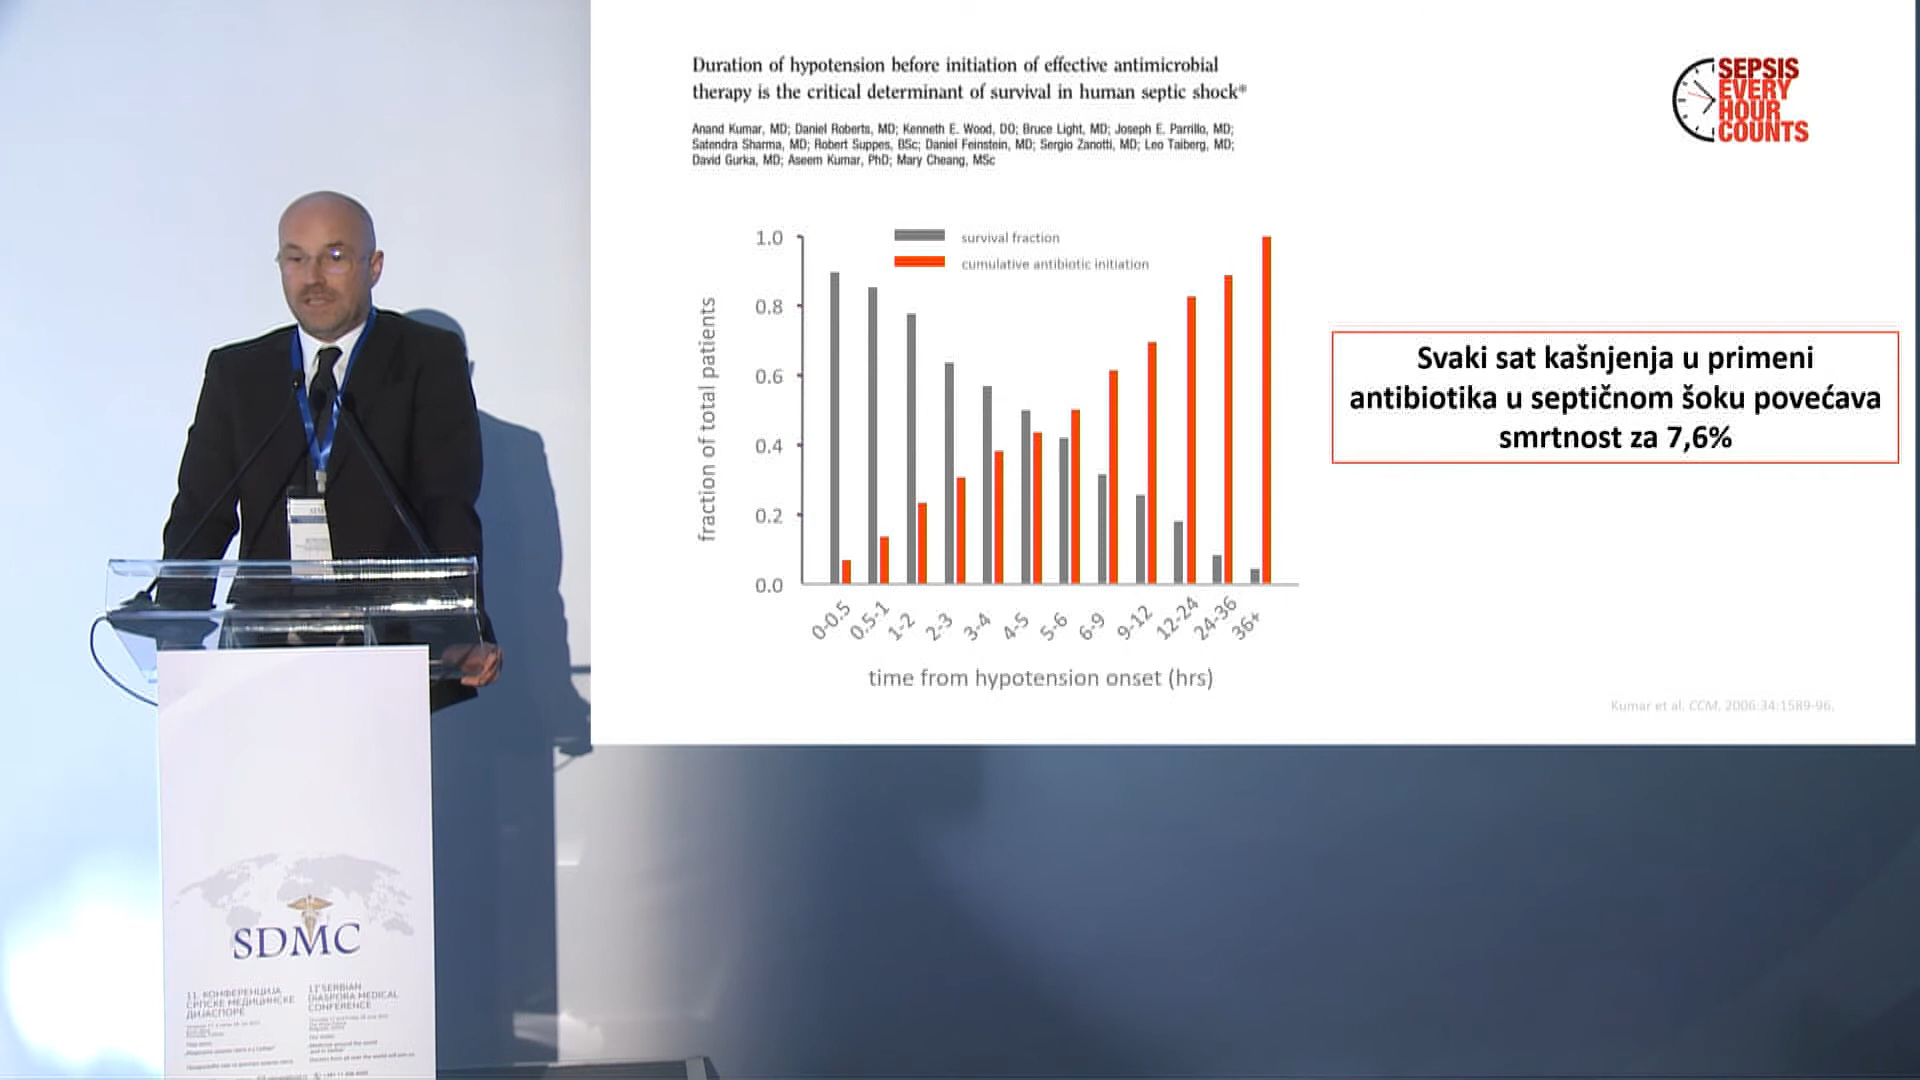 Duration of hypotension before initiation of effective antimicrobial
therapy is the critical determinant of survival in human septic shock*
Anand Kumar, MD; Daniel Roberts, MD; Kenneth E. Wood, DO; Bruce Light, MD; Joseph E. Parrillo, MD;
Satendra Sharma, MD; Robert Suppes, BSc; Daniel Feinstein, MD; Sergio Zanotti, MD; Leo Taiberg, MD;
David Gurka, MD; Aseem Kumar, PhD; Mary Cheang, MSc
SEPSIS
EVERY
HOUR
COUNTS
survival fraction
cumulative antibiotic initiation
fraction of total patients
1.0
0.8
0.6
0.4
0.2
0.0
0-0.5
0.5-1
1-2
2-3
3-4
4-5
5-6
6-9
9-12
12-24
24-36
36+
time from hypotension onset (hrs)
Svaki sat kašnjenja u primeni
antibiotika u septičnom šoku povećava
smrtnost za 7,6%
Kumar et al. CCM. 2006:34:1589-96.
SDMC
11. КОНФЕРЕНЦИЈА
СРПСКЕ МЕДИЦИНСКЕ
ДИЈАСПОРЕ
SERBIAN
DIASPORA MEDICAL
CONFERENCE